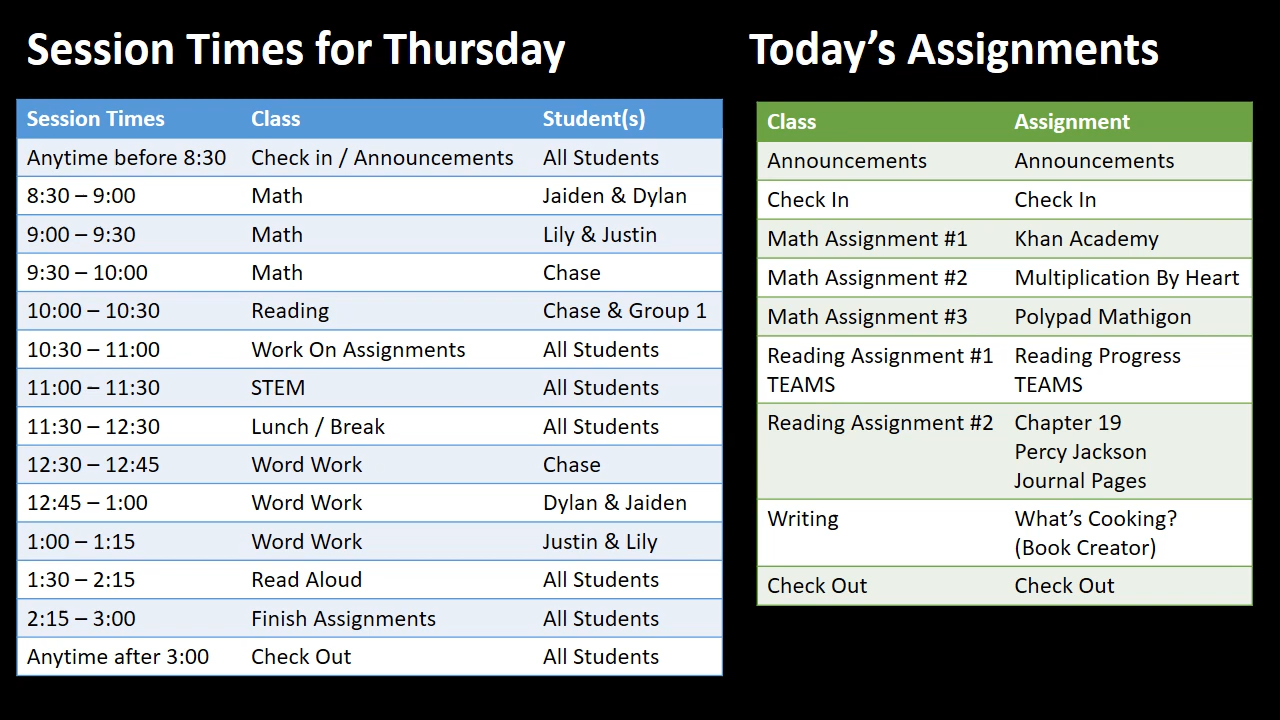 Session Times for Thursday
Session Times Class Student(s)
Anytime before 8:30 Check in / Announcements All Students
8:30 – 9:00 Math Jaiden & Dylan
9:00 – 9:30 Math Lily & Justin
9:30 – 10:00 Math Chase
10:00 – 10:30 Reading Chase & Group 1
10:30 – 11:00 Work On Assignments All Students
11:00 – 11:30 STEM All Students
11:30 – 12:30 Lunch / Break All Students
12:30 – 12:45 Word Work Chase
12:45 – 1:00 Word Work Dylan & Jaiden
1:00 – 1:15 Word Work Justin & Lily
1:30 – 2:15 Read Aloud All Students
2:15 – 3:00 Finish Assignments All Students
Anytime after 3:00 Check Out All Students
Today’s Assignments
Class Assignment
Announcements Announcements
Check In Check In
Math Assignment #1 Khan Academy
Math Assignment #2 Multiplication By Heart
Math Assignment #3 Polypad Mathigon
Reading Assignment #1 Reading Progress
TEAMS TEAMS
Reading Assignment #2 Chapter 19
Percy Jackson
Journal Pages
Writing What’s Cooking?
(Book Creator)
Check Out Check Out